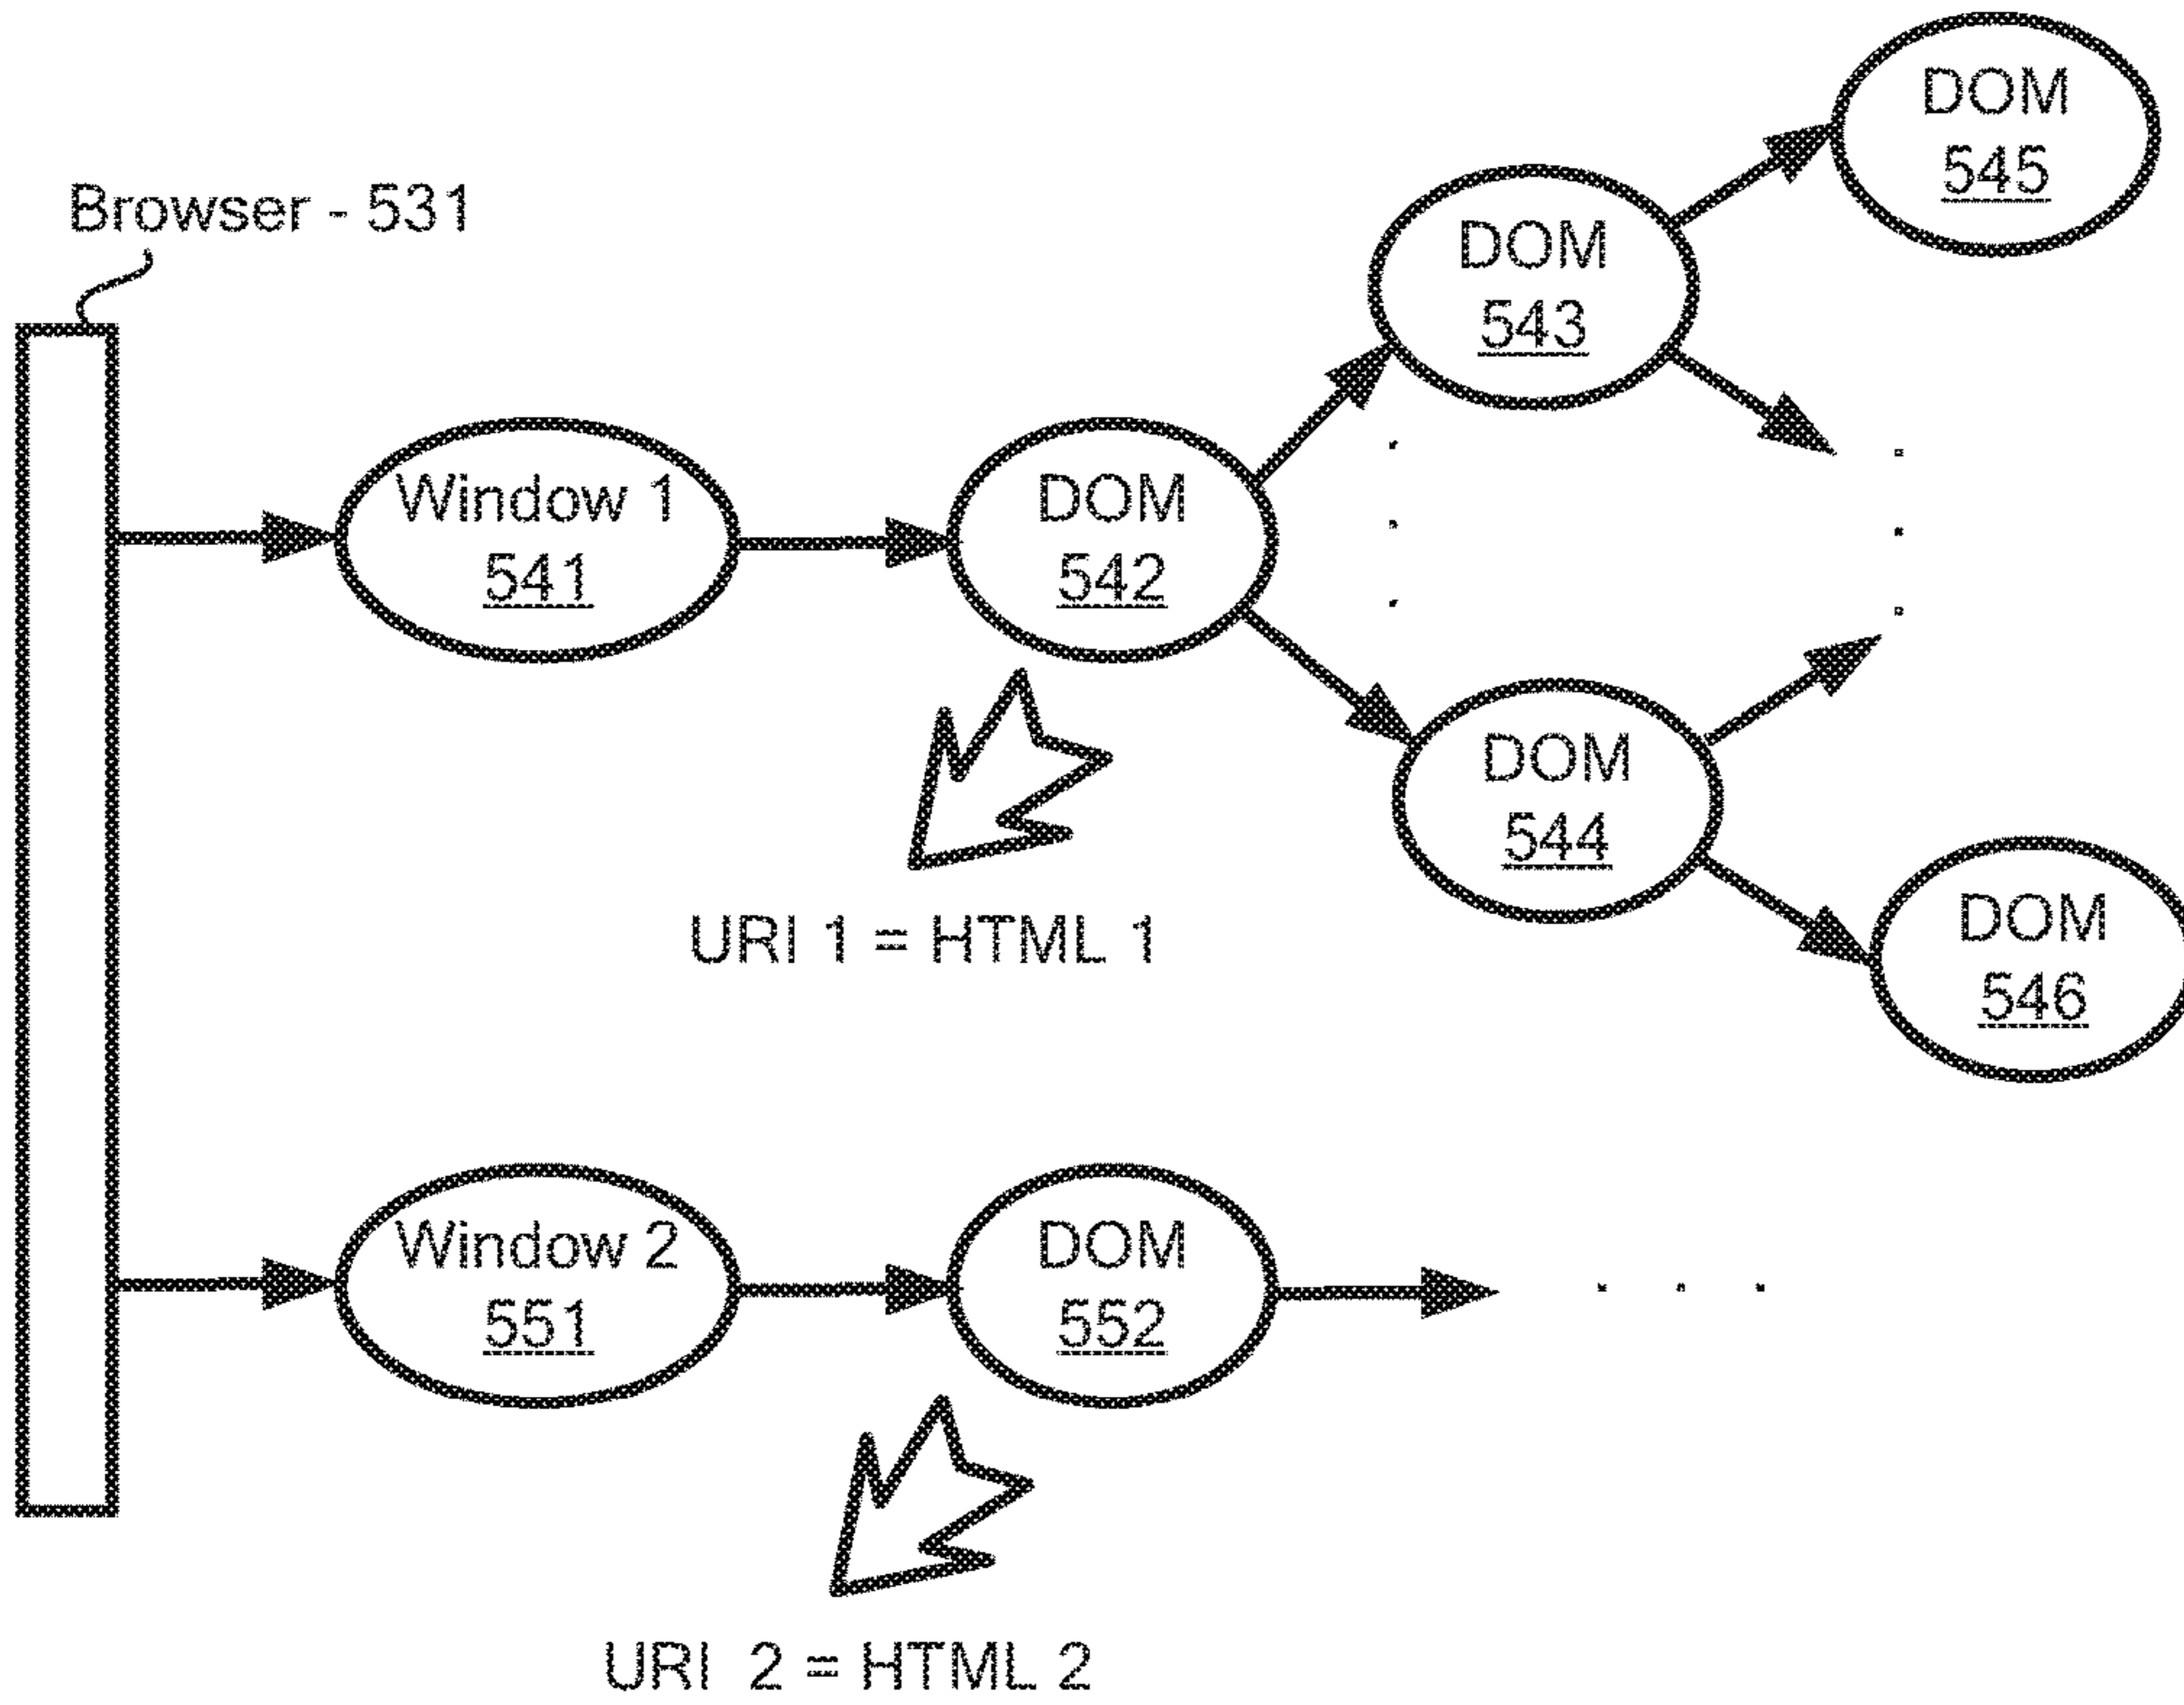 DOM
545
Browser - 531
DOM
543
Window 1
541
DOM
542
DOM
544
URI 1 = HTML 1
DOM
546
Window 2
551
DOM
552
URI 2 = HTML 2